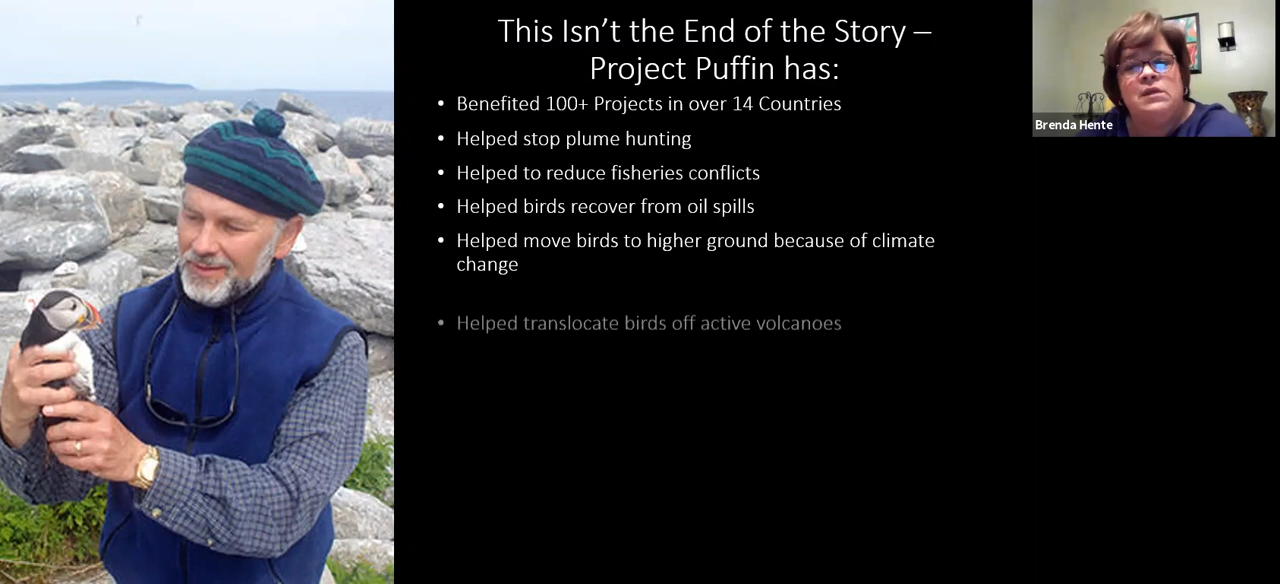 This Isn’t the End of the Story –
Project Puffin has:
• Benefited 100+ Projects in over 14 Countries
• Helped stop plume hunting
• Helped to reduce fisheries conflicts
• Helped birds recover from oil spills
• Helped move birds to higher ground because of climate
change
• Helped translocate birds off active volcanoes
Brenda Hente